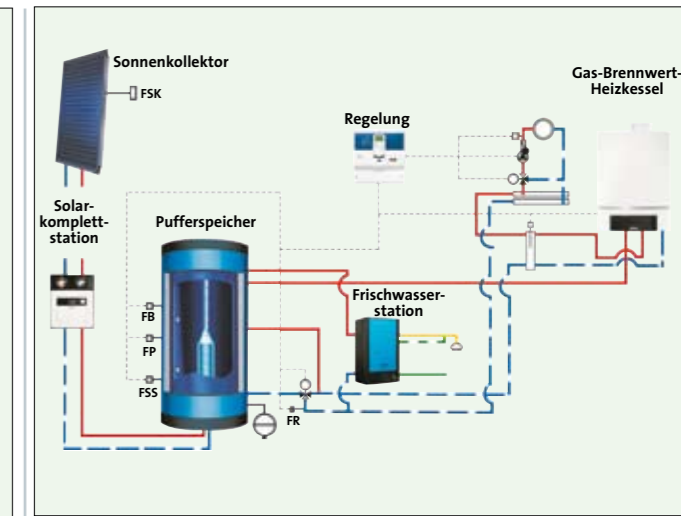 Sonnenkollektor
FSK
Gas-Brennwert-
Heizkessel
Regelung
Solar-
komplett-
station
Pufferspeicher
Frischwasser-
station
FB
FP
FSS
FR